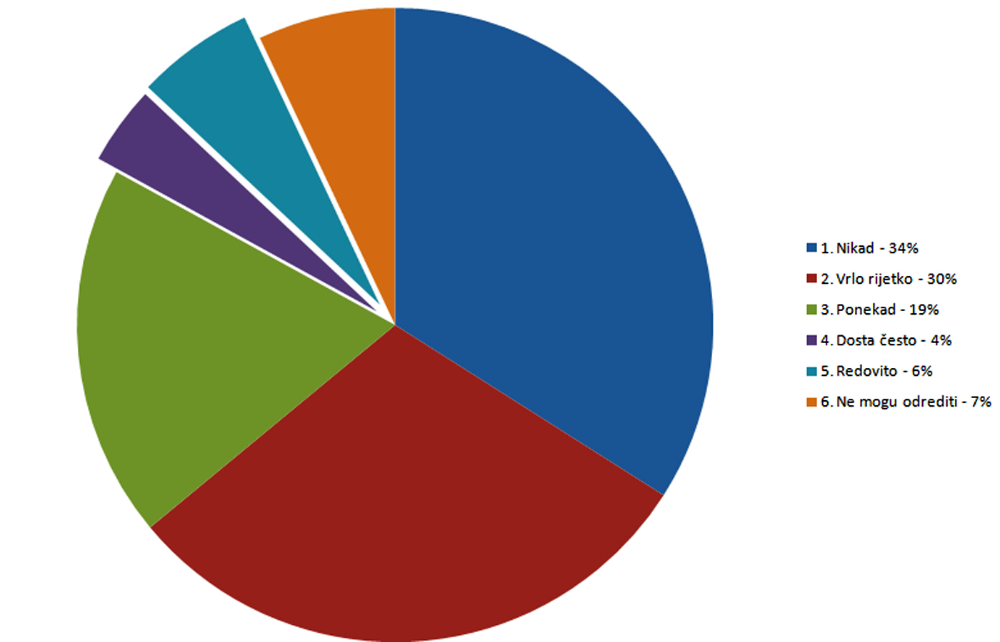 1. Nikad - 34%
2. Vrlo rijetko - 30%
3. Ponekad - 19%
4. Dosta često - 4%
5. Redovito - 6%
6. Ne mogu odrediti - 7%